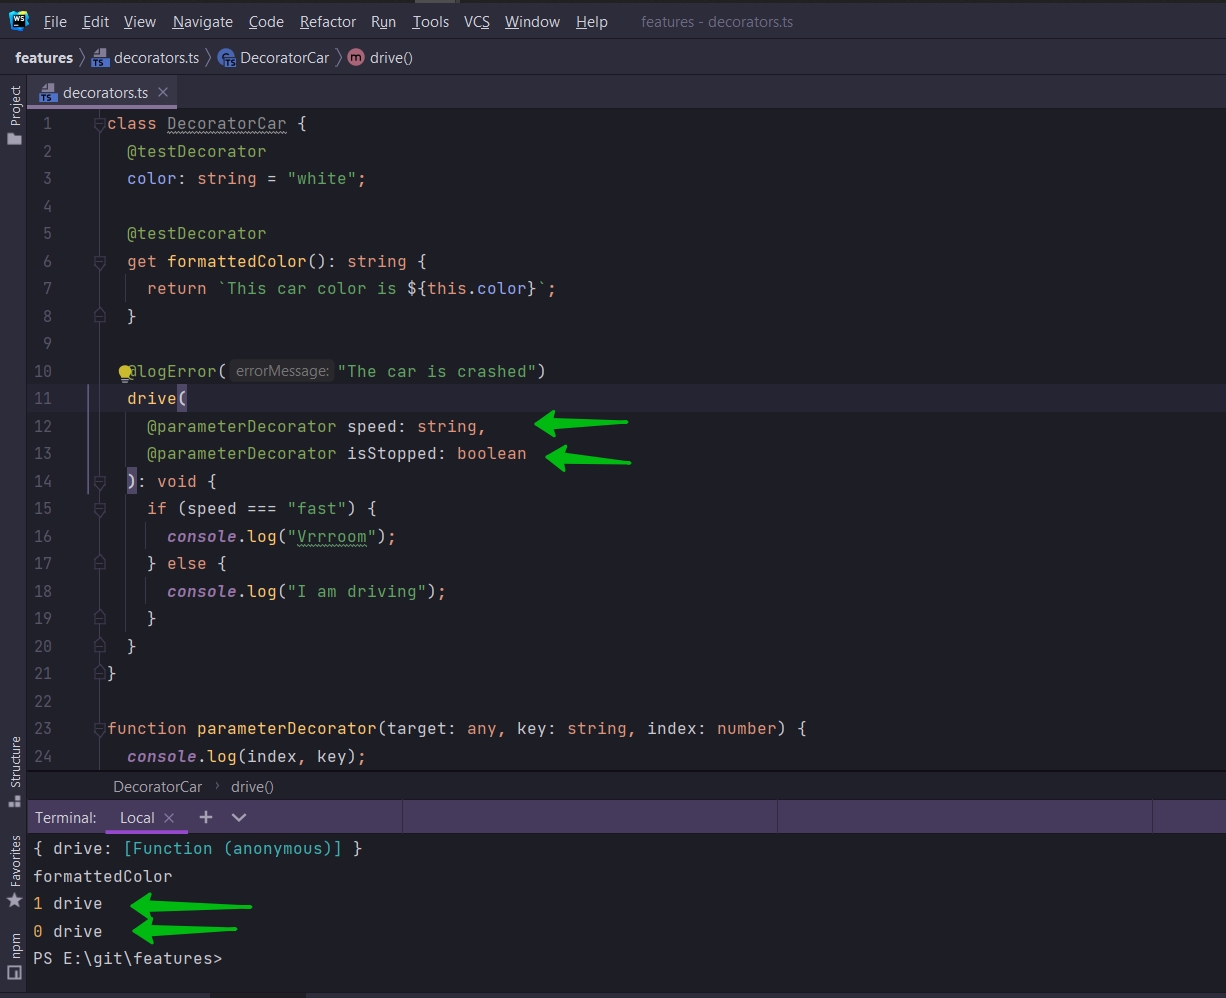 WS File Edit View Navigate Code Refactor Run Tools VCS Window Help features - decorators.ts
features decorators.ts DecoratorCar m drive()
decorators.ts
Project
1 class DecoratorCar {
2 @testDecorator
3 color: string = "white";
4
5 @testDecorator
6 get formattedColor(): string {
7 return `This car color is ${this.color}`;
8 }
9
10 @logError( errorMessage: "The car is crashed")
11 drive(
12 @parameterDecorator speed: string,
13 @parameterDecorator isStopped: boolean
14 ): void {
15 if (speed === "fast") {
16 console.log("Vrrroom");
17 } else {
18 console.log("I am driving");
19 }
20 }
21 }
22
23 function parameterDecorator(target: any, key: string, index: number) {
24 console.log(index, key);
Structure
DecoratorCar › drive()
Terminal: Local
Favorites
npm
{ drive: [Function (anonymous)] }
formattedColor
1 drive
0 drive
PS E:\git\features>